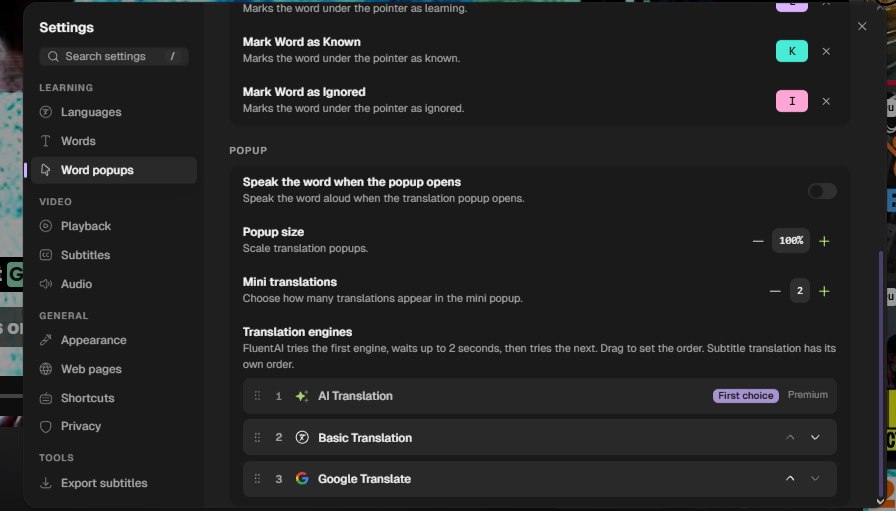 Settings
Search settings /
LEARNING
Languages
Words
Word popups
VIDEO
Playback
Subtitles
Audio
GENERAL
Appearance
Web pages
Shortcuts
Privacy
TOOLS
Export subtitles
Marks the word under the pointer as learning.
Mark Word as Known
Marks the word under the pointer as known.
K
Mark Word as Ignored
Marks the word under the pointer as ignored.
I
POPUP
Speak the word when the popup opens
Speak the word aloud when the translation popup opens.
Popup size
Scale translation popups.
100%
Mini translations
Choose how many translations appear in the mini popup.
2
Translation engines
FluentAI tries the first engine, waits up to 2 seconds, then tries the next. Drag to set the order. Subtitle translation has its
own order.
1 AI Translation First choice Premium
2 Basic Translation
3 Google Translate